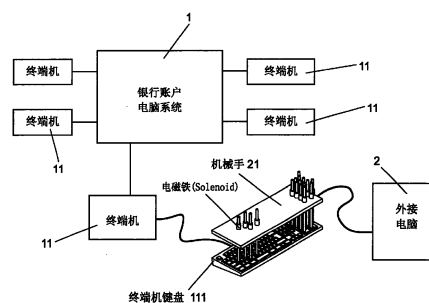 1
终端机
终端机
11
银行账户
电脑系统
终端机
11
终端机
11
机械手 21
电磁铁(Solenoid)
2
终端机
11
外接
电脑
终端机键盘 111